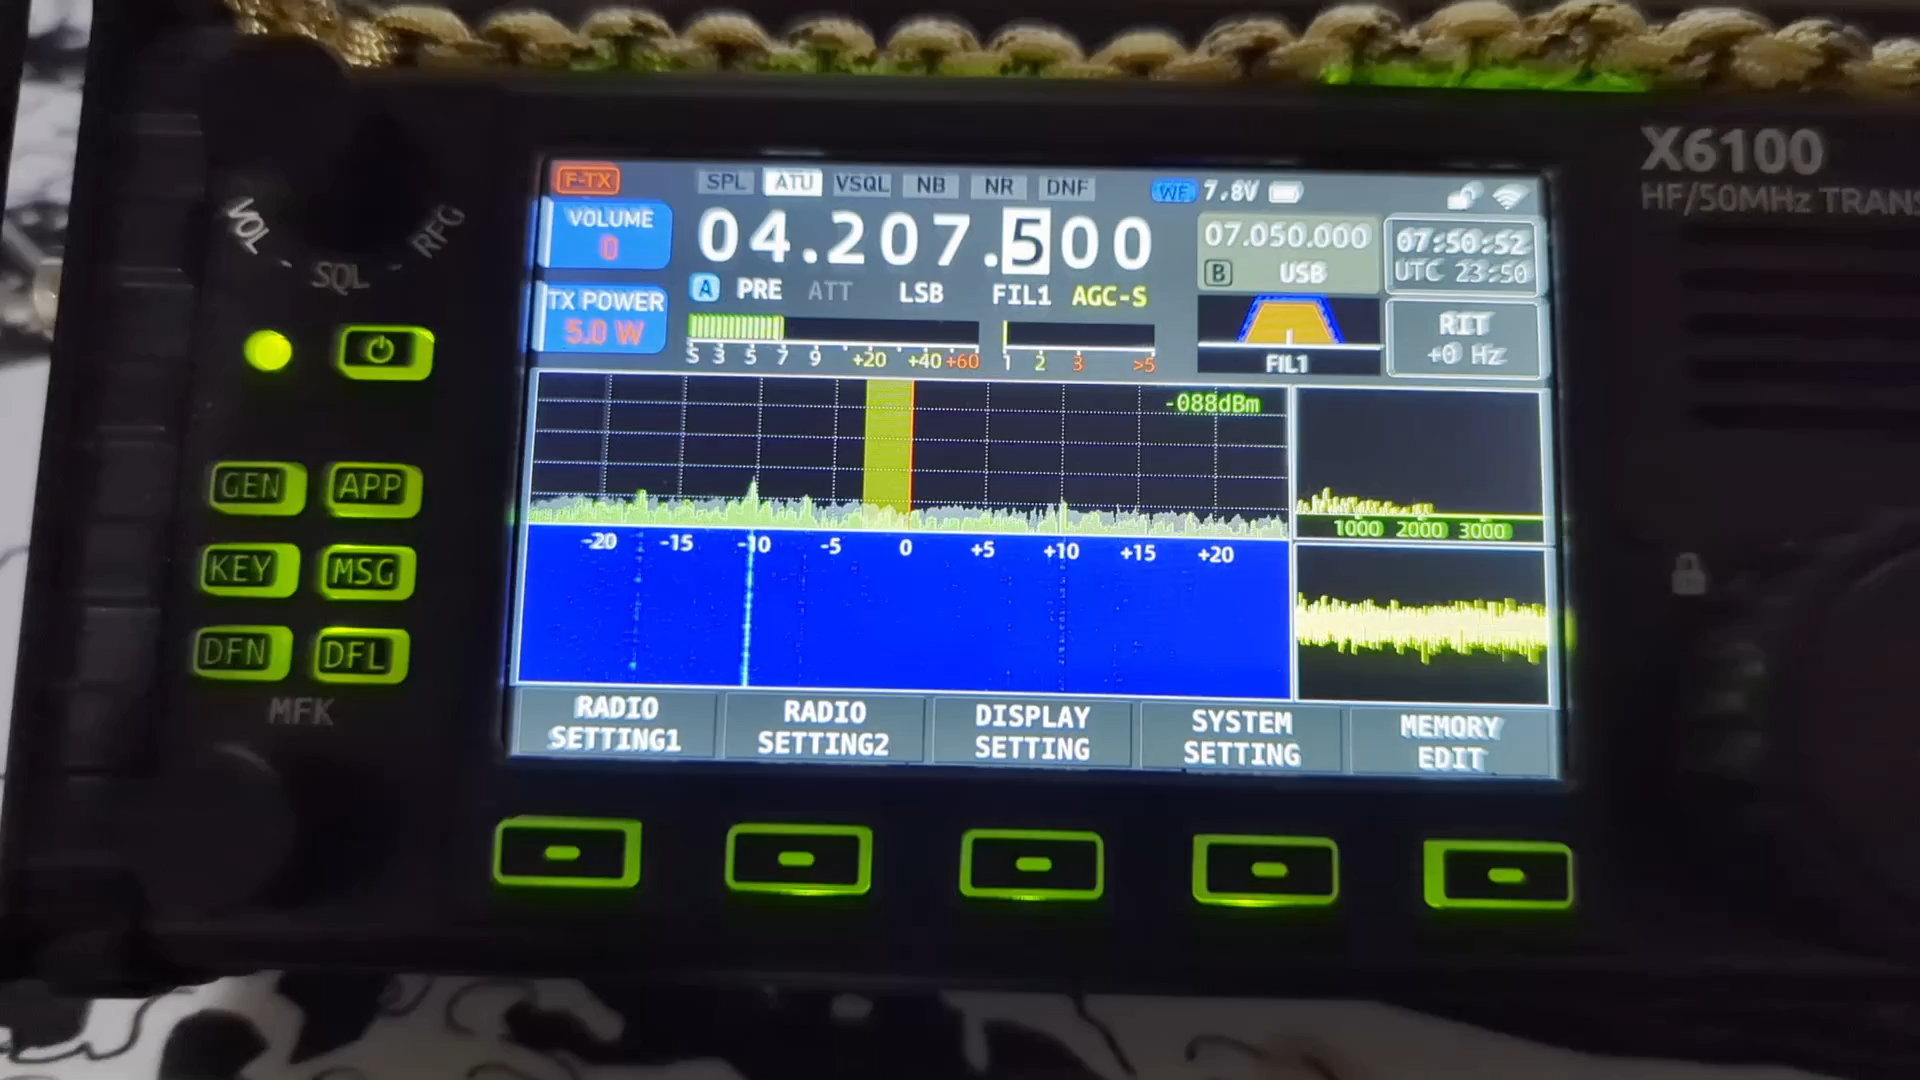 X6100
HF/50MHz TRANS
F-TX SPL ATU VSQL NB NR DNF WF 7.8V
VOLUME
0
04.207.500
07.050.000
B USB
07:50:52
UTC 23:50
A PRE ATT LSB FIL1 AGC-S
TX POWER
5.0 W
S 3 5 7 9 +20 +40 +60
1 2 3 >5
FIL1
RIT
+0 Hz
-088dBm
-20 -15 -10 -5 0 +5 +10 +15 +20
1000 2000 3000
RADIO
SETTING1
RADIO
SETTING2
DISPLAY
SETTING
SYSTEM
SETTING
MEMORY
EDIT
VOL
SQL
RFG
GEN APP
KEY MSG
DFN DFL
MFK